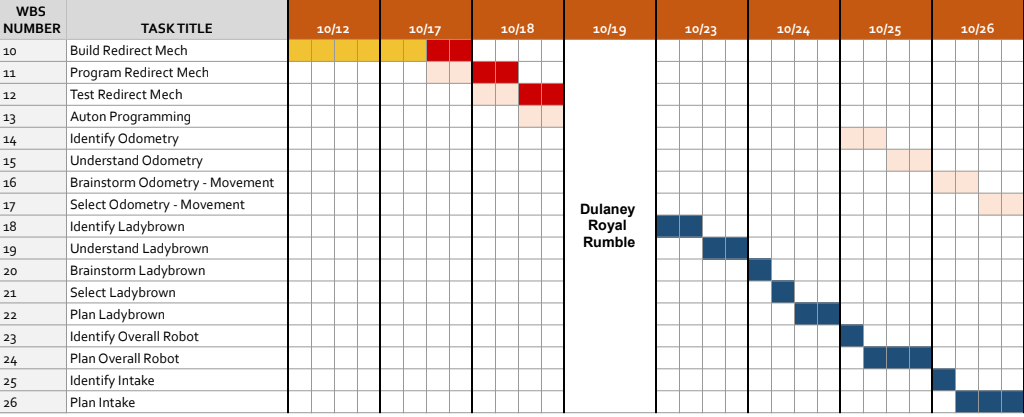 WBS
NUMBER TASK TITLE 10/12 10/17 10/18 10/19 10/23 10/24 10/25 10/26
10 Build Redirect Mech
11 Program Redirect Mech
12 Test Redirect Mech
13 Auton Programming
14 Identify Odometry
15 Understand Odometry
16 Brainstorm Odometry - Movement
17 Select Odometry - Movement
18 Identify Ladybrown
19 Understand Ladybrown
20 Brainstorm Ladybrown
21 Select Ladybrown
22 Plan Ladybrown
23 Identify Overall Robot
24 Plan Overall Robot
25 Identify Intake
26 Plan Intake
Dulaney
Royal
Rumble